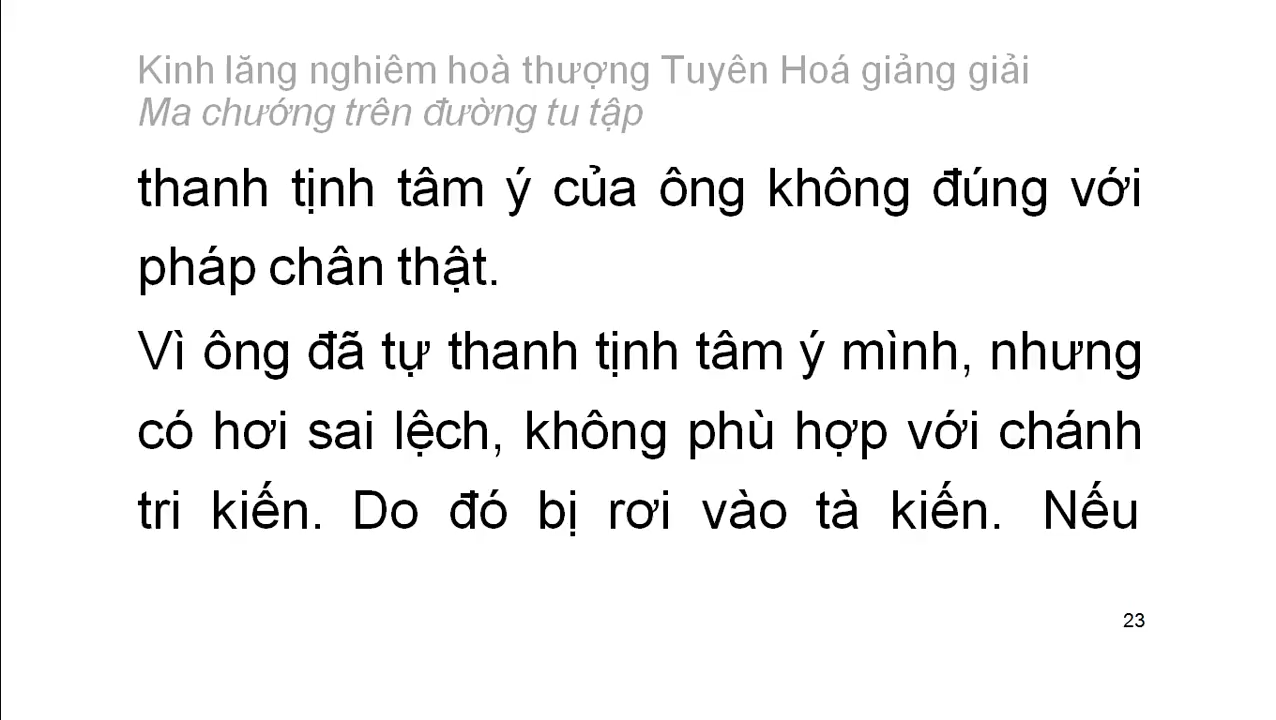 Kinh lăng nghiêm hoà thượng Tuyên Hoá giảng giải
Ma chướng trên đường tu tập
thanh tịnh tâm ý của ông không đúng với
pháp chân thật.
Vì ông đã tự thanh tịnh tâm ý mình, nhưng
có hơi sai lệch, không phù hợp với chánh
tri kiến. Do đó bị rơi vào tà kiến. Nếu
23